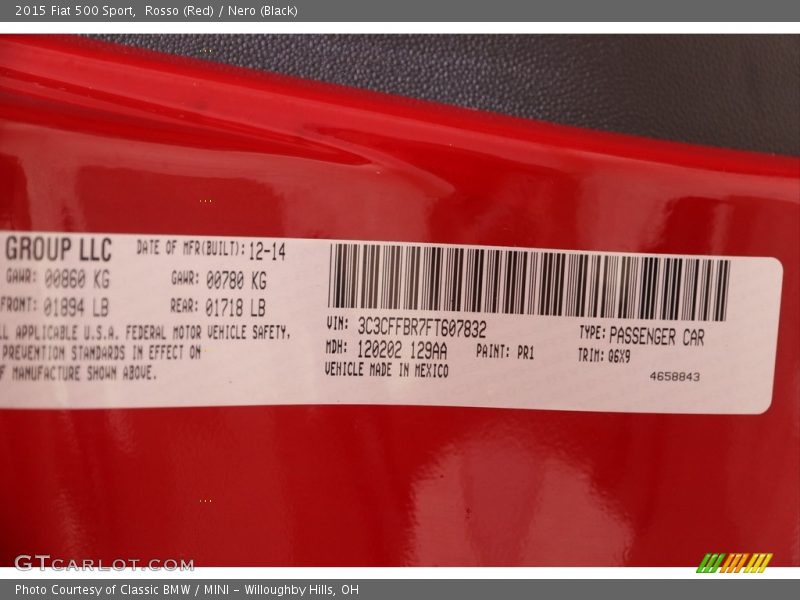 2015 Fiat 500 Sport, Rosso (Red) / Nero (Black)
GROUP LLC DATE OF MFR(BUILT): 12-14
GAWR: 00860 KG GAWR: 00780 KG
FRONT: 01894 LB REAR: 01718 LB
APPLICABLE U.S.A. FEDERAL MOTOR VEHICLE SAFETY,
PREVENTION STANDARDS IN EFFECT ON
MANUFACTURE SHOWN ABOVE.
VIN: 3C3CFFBR7FT607832 TYPE: PASSENGER CAR
MDH: 120202 129AA PAINT: PR1 TRIM: Q6X9
VEHICLE MADE IN MEXICO 4658843
GTCARLOT.COM
Photo Courtesy of Classic BMW / MINI - Willoughby Hills, OH